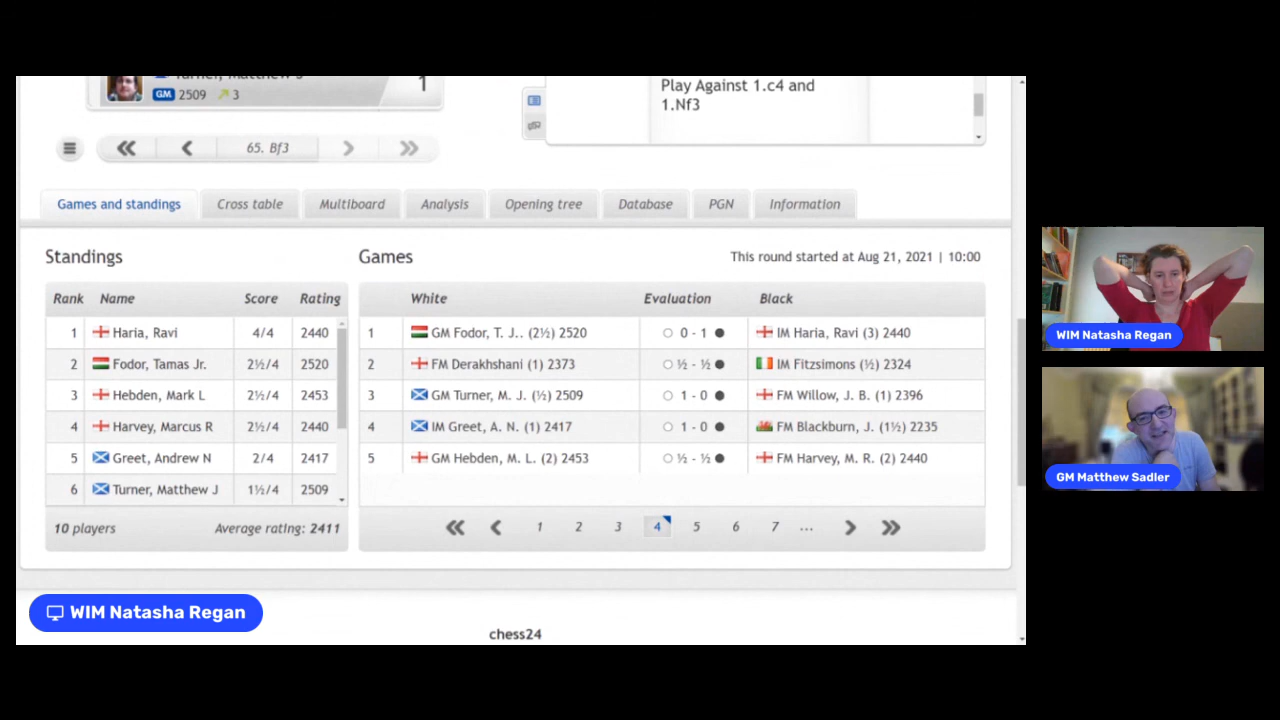 Turner, Matthew J
GM 2509 3
1
Play Against 1.c4 and
1.Nf3
65. Bf3
Games and standings Cross table Multiboard Analysis Opening tree Database PGN Information
Standings
Games
This round started at Aug 21, 2021 | 10:00
Rank Name Score Rating
White Evaluation Black
1 Haria, Ravi 4/4 2440
2 Fodor, Tamas Jr. 2½/4 2520
3 Hebden, Mark L 2½/4 2453
4 Harvey, Marcus R 2½/4 2440
5 Greet, Andrew N 2/4 2417
6 Turner, Matthew J 1½/4 2509
10 players Average rating: 2411
1 GM Fodor, T. J.. (2½) 2520 0 - 1 IM Haria, Ravi (3) 2440
2 FM Derakhshani (1) 2373 ½ - ½ IM Fitzsimons (½) 2324
3 GM Turner, M. J. (½) 2509 1 - 0 FM Willow, J. B. (1) 2396
4 IM Greet, A. N. (1) 2417 1 - 0 FM Blackburn, J. (1½) 2235
5 GM Hebden, M. L. (2) 2453 ½ - ½ FM Harvey, M. R. (2) 2440
1 2 3 4 5 6 7 ...
WIM Natasha Regan
chess24
WIM Natasha Regan
GM Matthew Sadler